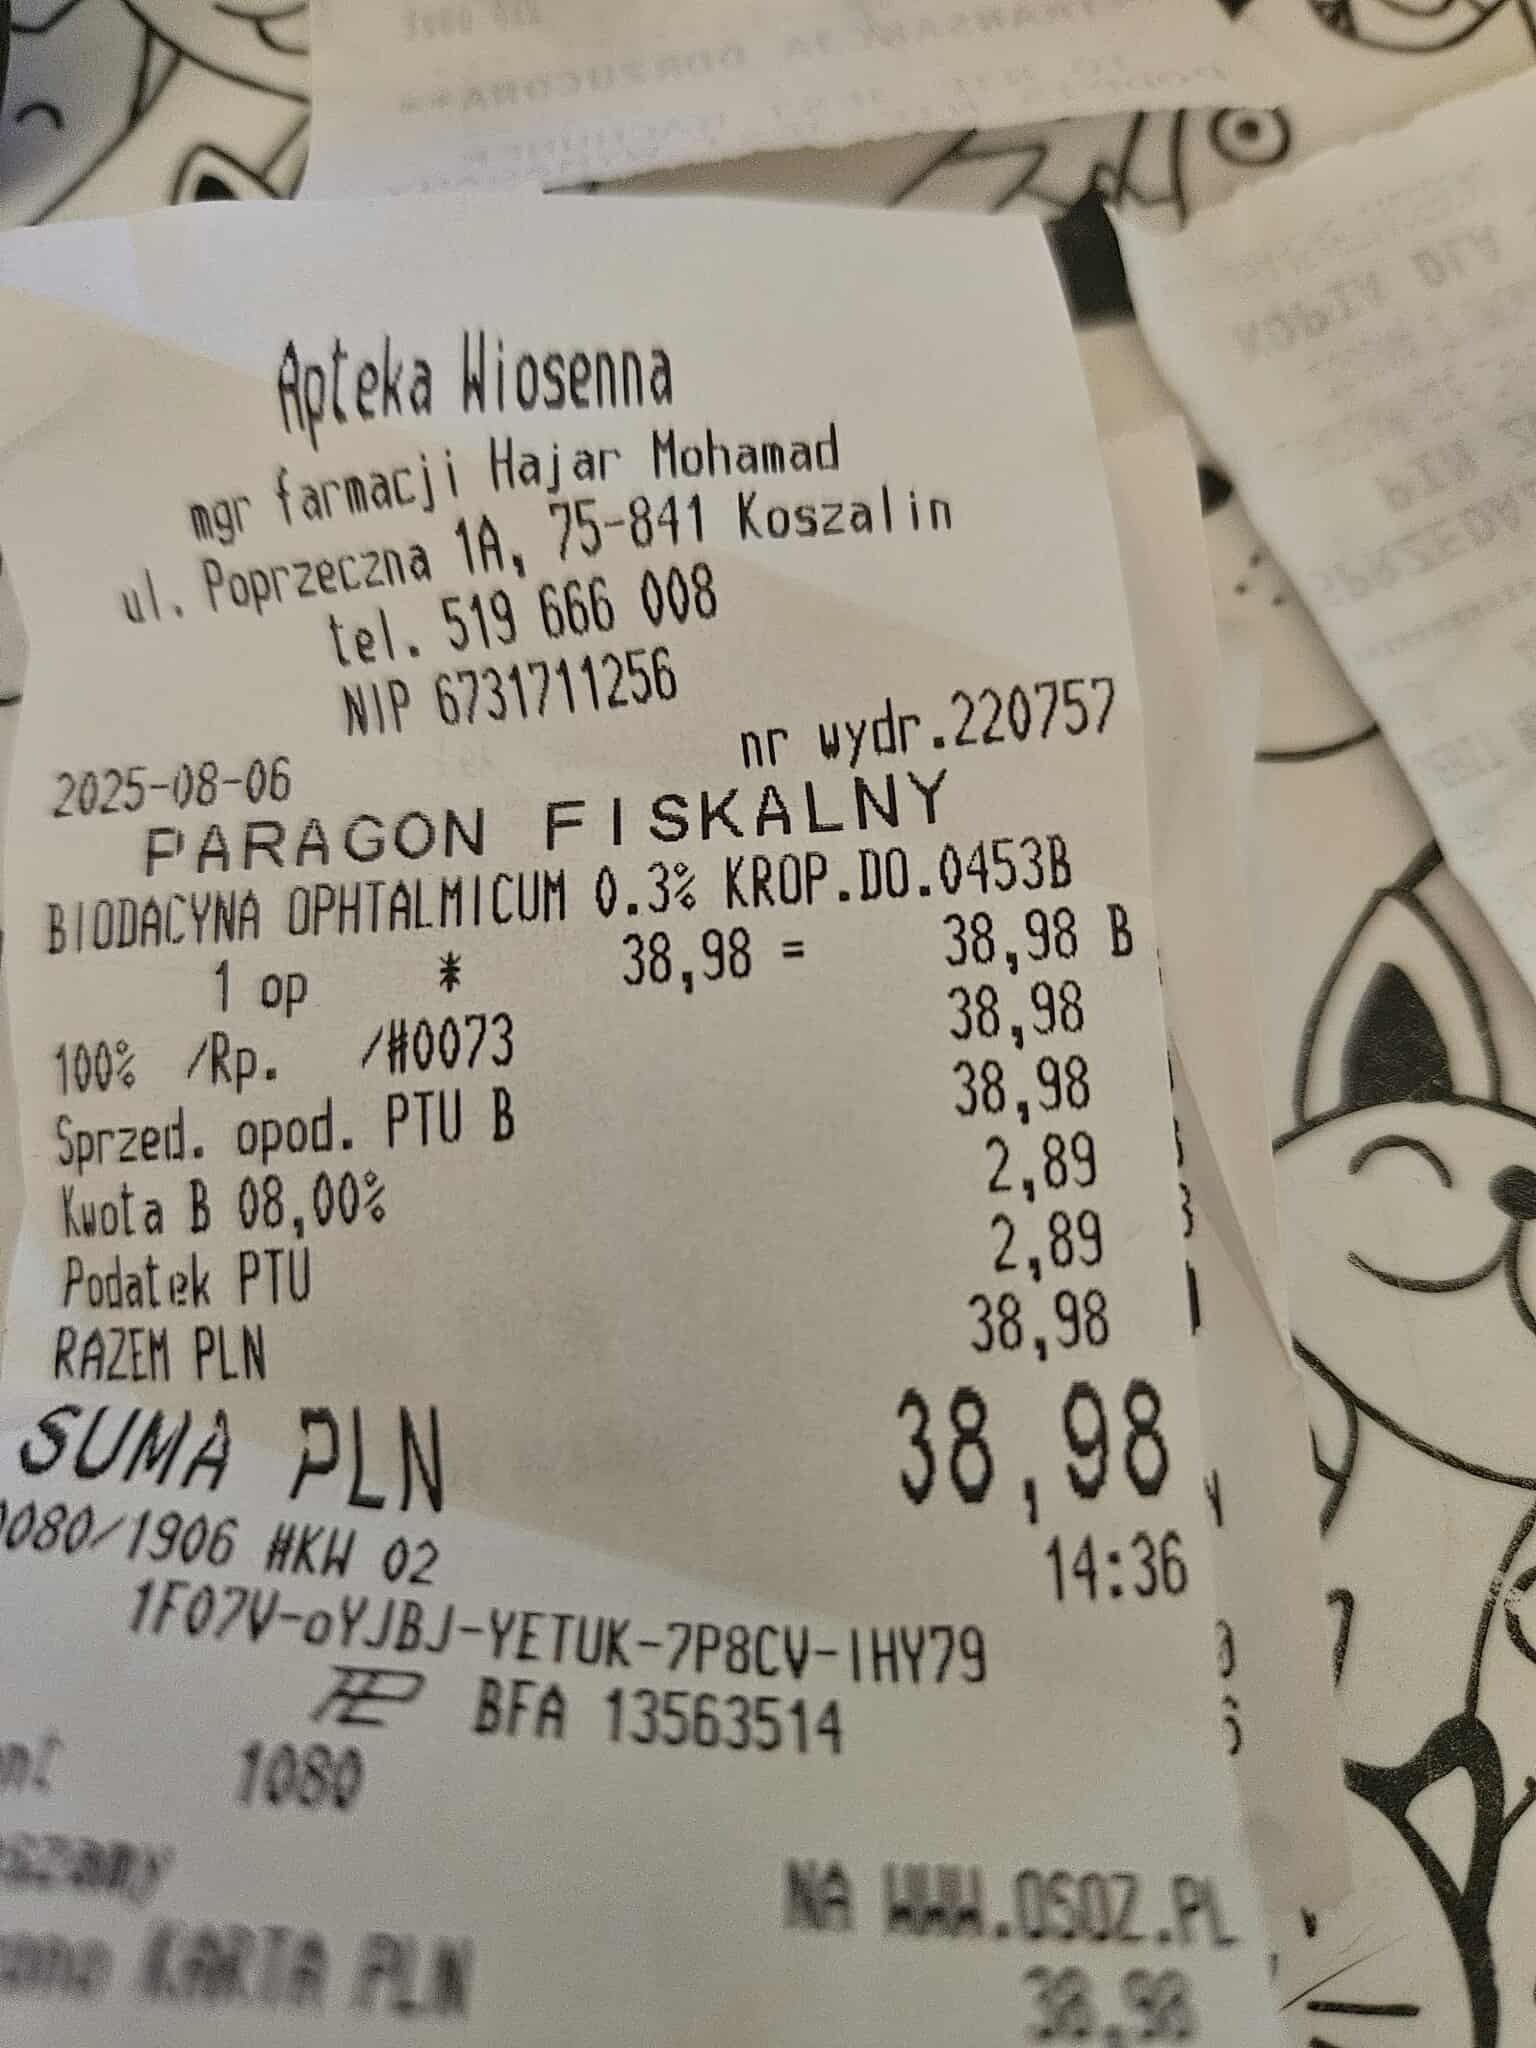 Apteka Wiosenna
mgr farmacji Hajar Mohamad
ul. Poprzeczna 1A, 75-841 Koszalin
tel. 519 666 008
NIP 6731711256
2025-08-06 nr wydr.220757
PARAGON FISKALNY
BIODACYNA OPHTALMICUM 0.3% KROP.DO.0453B
1 op * 38,98 = 38,98 B
100% /Rp. /#0073 38,98
Sprzed. opod. PTU B 38,98
Kwota B 08,00% 2,89
Podatek PTU 2,89
RAZEM PLN 38,98
SUMA PLN 38,98
0080/1906 #KW 02 14:36
1F07V-oYJBJ-YETUK-7P8CV-IHY79
BFA 13563514
1080
NA WWW.OSOZ.PL
KARTA PLN 38,98
KOPIA DLA
SPRZEDAŻ